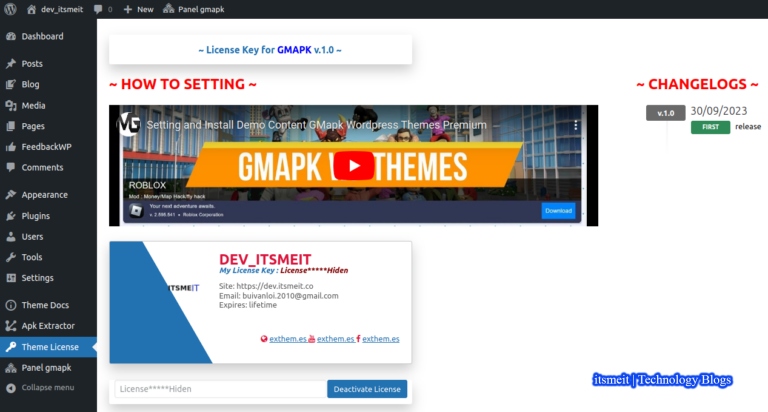 dev_itsmeit
0
New
Panel gmapk
Dashboard
Posts
Blog
Media
Pages
FeedbackWP
Comments
Appearance
Plugins
Users
Tools
Settings
Theme Docs
Apk Extractor
Theme License
Panel gmapk
Collapse menu
~ License Key for GMAPK v.1.0 ~
~ HOW TO SETTING ~
Setting and Install Demo Content GMapk Wordpress Themes Premium
GMAPK THEMES
ROBLOX
Mod : Money/Map Hack/fly hack
Your next adventure awaits.
v. 2.598.841 • Roblox Corporation.
Download
ITSMEIT
DEV_ITSMEIT
My License Key : License*****Hiden
Site: https://dev.itsmeit.co
Email: buivanloi.2010@gmail.com
Expires: lifetime
exthem.es exthem.es exthem.es
License*****Hiden
Deactivate License
~ CHANGELOGS ~
v.1.0
30/09/2023
FIRST release
itsmeit | Technology Blogs